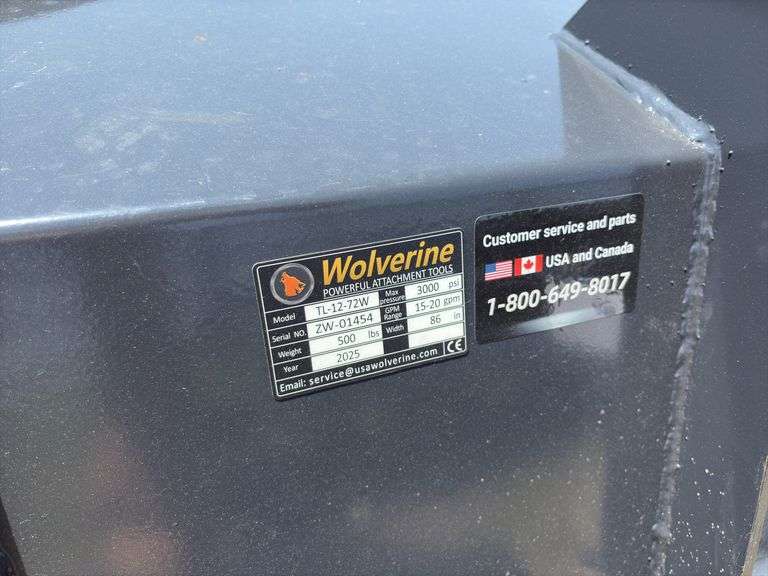 Wolverine
POWERFUL ATTACHMENT TOOLS
Model TL-12-72W Max pressure 3000 psi
Serial NO. ZW-01454 GPM Range 15-20 gpm
Weight 500 lbs Width 86 in
Year 2025
Email: service@usawolverine.com CE
Customer service and parts
USA and Canada
1-800-649-8017